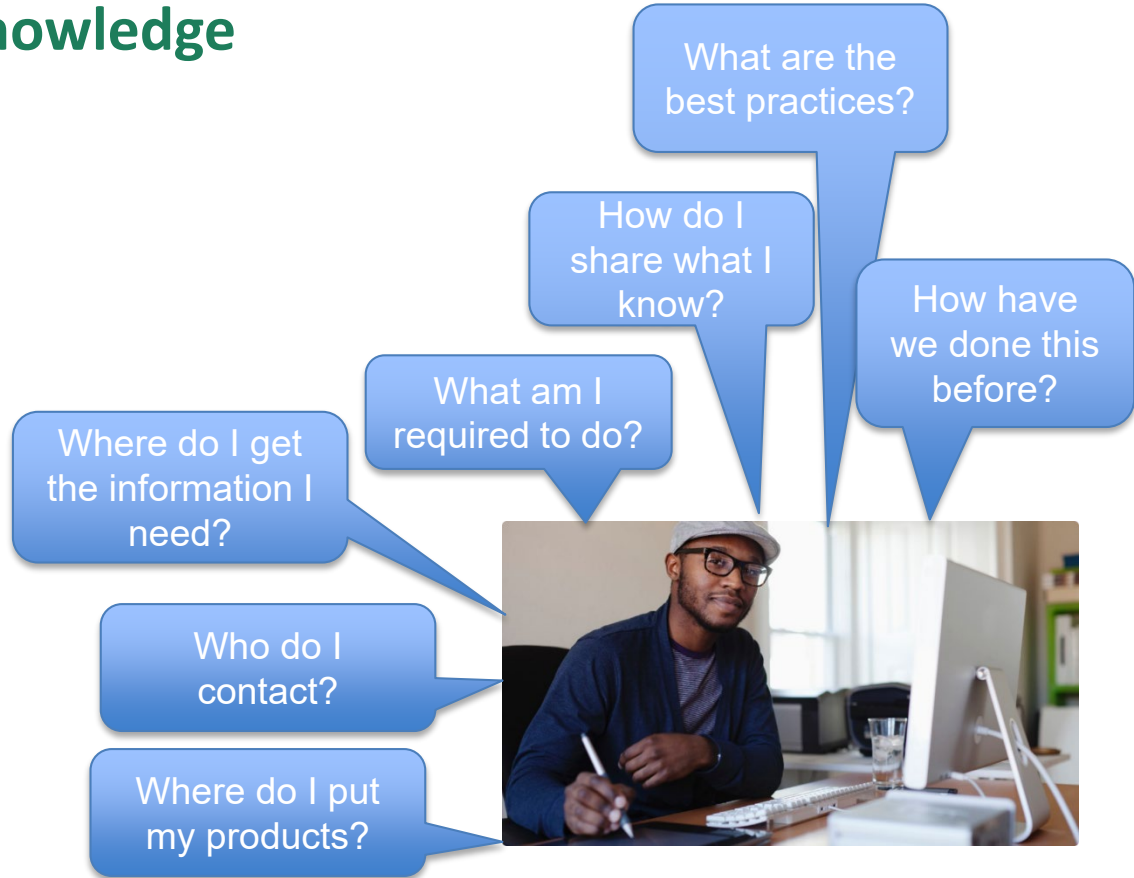 nowledge
What are the
best practices?
How do I
share what I
know?
How have
we done this
before?
What am I
required to do?
Where do I get
the information I
need?
Who do I
contact?
Where do I put
my products?